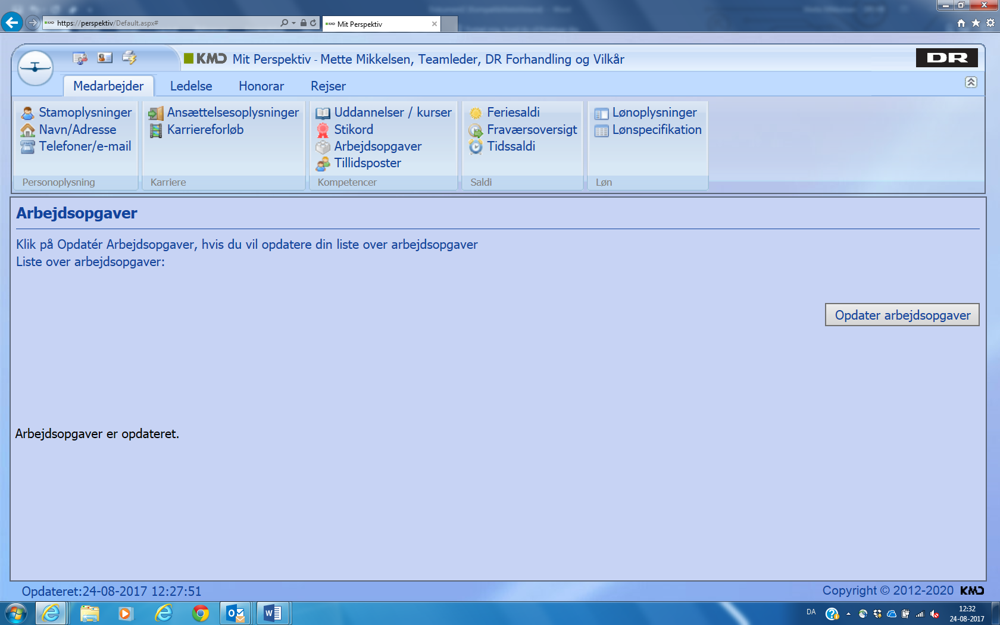 https://perspektiv/Default.aspx#
KMD Mit Perspektiv
KMD Mit Perspektiv - Mette Mikkelsen, Teamleder, DR Forhandling og Vilkår
DR
Medarbejder Ledelse Honorar Rejser
Stamoplysninger
Navn/Adresse
Telefoner/e-mail
Personoplysning
Ansættelsesoplysninger
Karriereforløb
Karriere
Uddannelser / kurser
Stikord
Arbejdsopgaver
Tillidsposter
Kompetencer
Feriesaldi
Fraværsoversigt
Tidssaldi
Saldi
Lønoplysninger
Lønspecifikation
Løn
Arbejdsopgaver
Klik på Opdatér Arbejdsopgaver, hvis du vil opdatere din liste over arbejdsopgaver
Liste over arbejdsopgaver:
Opdater arbejdsopgaver
Arbejdsopgaver er opdateret.
Opdateret:24-08-2017 12:27:51
Copyright © 2012-2020 KMD
DA
12:32
24-08-2017